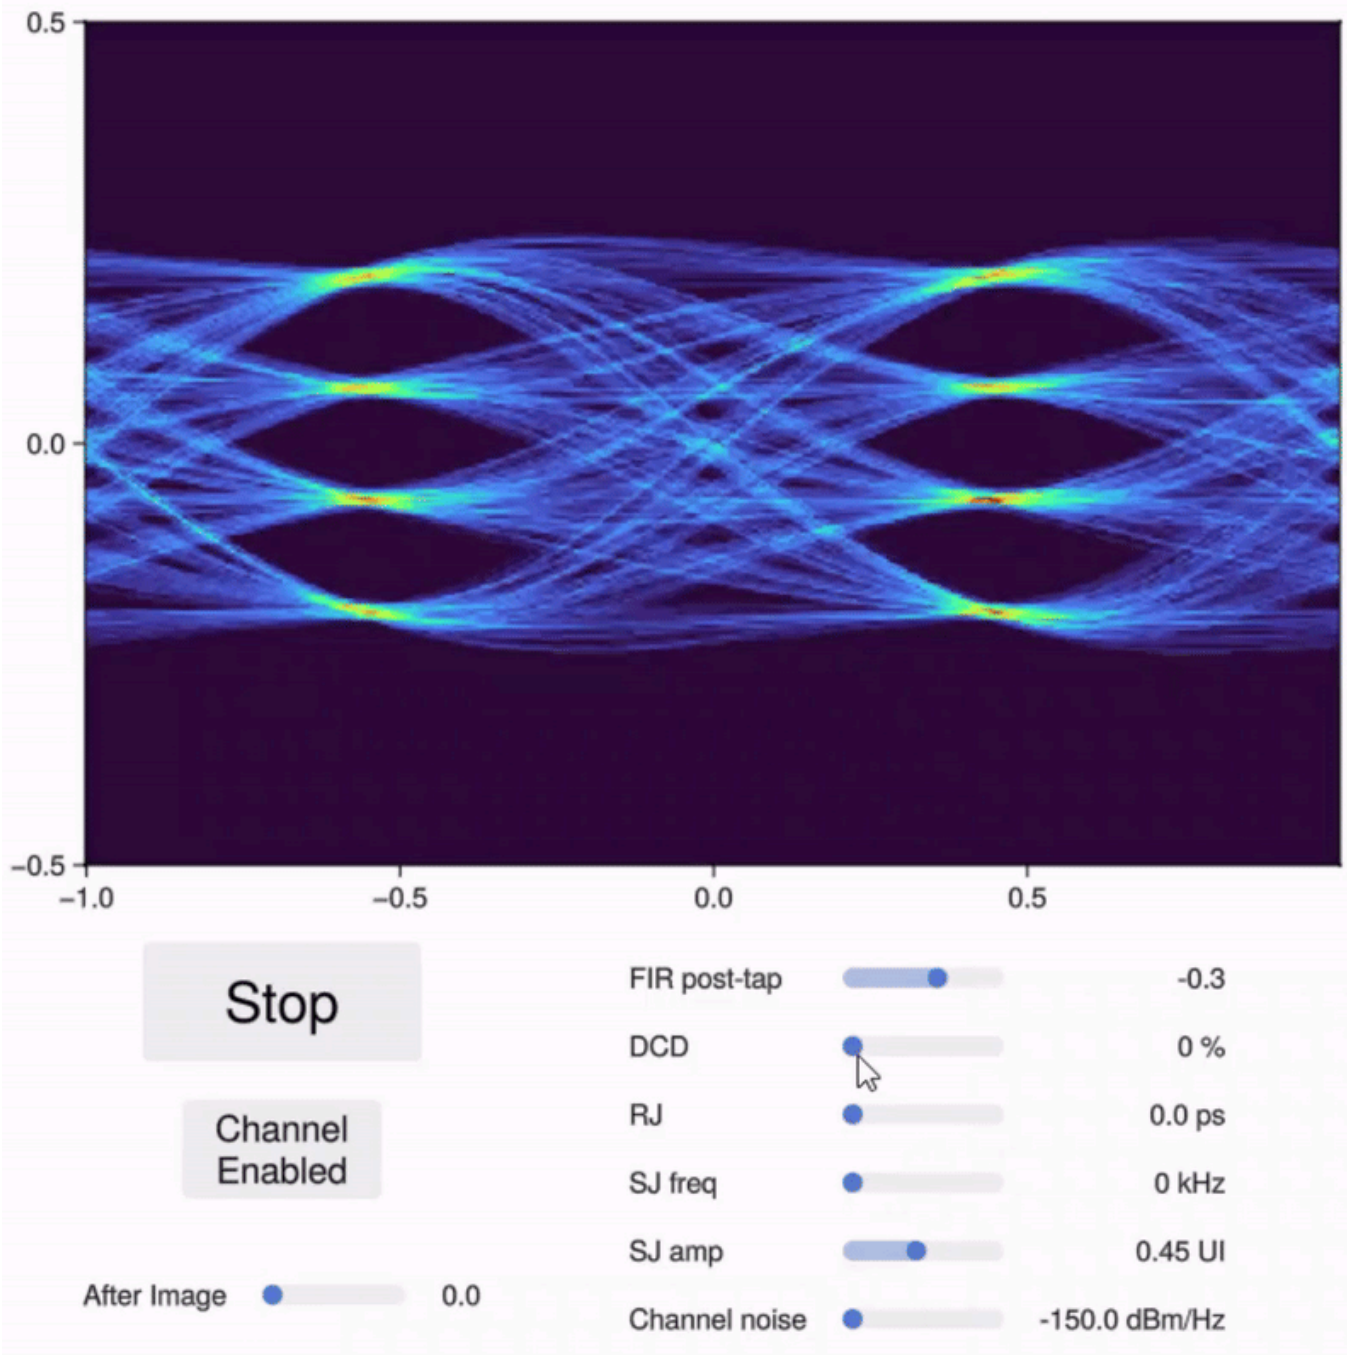 0.5
0.0
−0.5
−1.0
−0.5
0.0
0.5
Stop
Channel
Enabled
After Image 0.0
FIR post-tap -0.3
DCD 0 %
RJ 0.0 ps
SJ freq 0 kHz
SJ amp 0.45 UI
Channel noise -150.0 dBm/Hz